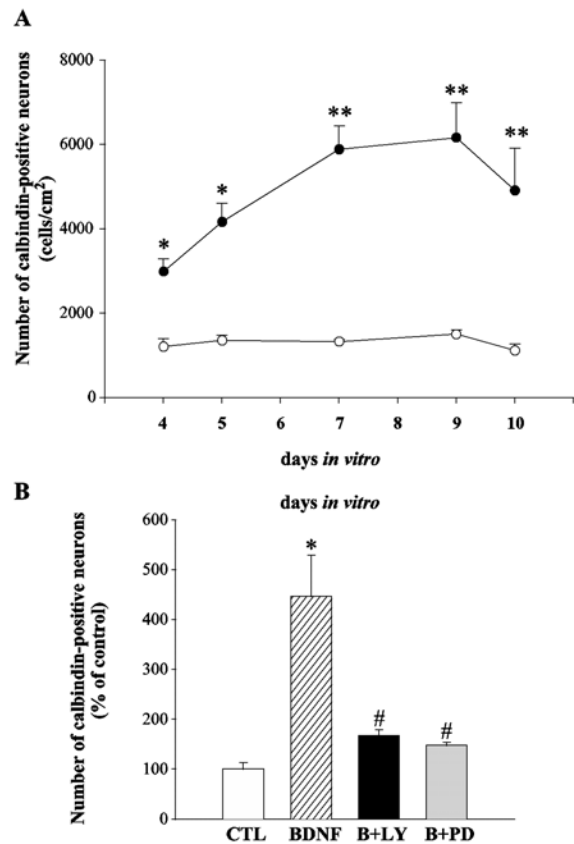 A
Number of calbindin-positive neurons
(cells/cm²)
8000
6000
4000
2000
0
* * ** ** **
4 5 6 7 8 9 10
days in vitro
B
days in vitro
Number of calbindin-positive neurons
(% of control)
600
500
400
300
200
100
0
* # #
CTL BDNF B+LY B+PD